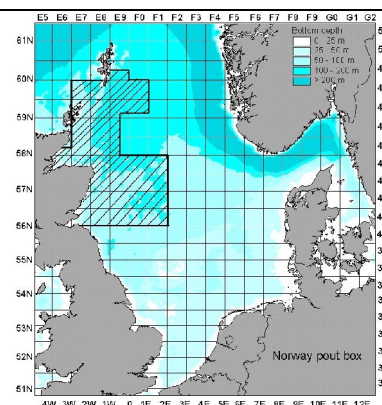 E5 E6 E7 E8 E9 F0 F1 F2 F3 F4 F5 F6 F7 F8 F9 G0 G1 G2
Bottom depth
0 - 25 m
25 - 50 m
50 - 100 m
100 - 200 m
> 200 m
61N
60N
59N
58N
57N
56N
55N
54N
53N
52N
51N
Norway pout box
4W 3W 2W 1W 0 1E 2E 3E 4E 5E 6E 7E 8E 9E 10E 11E 12E